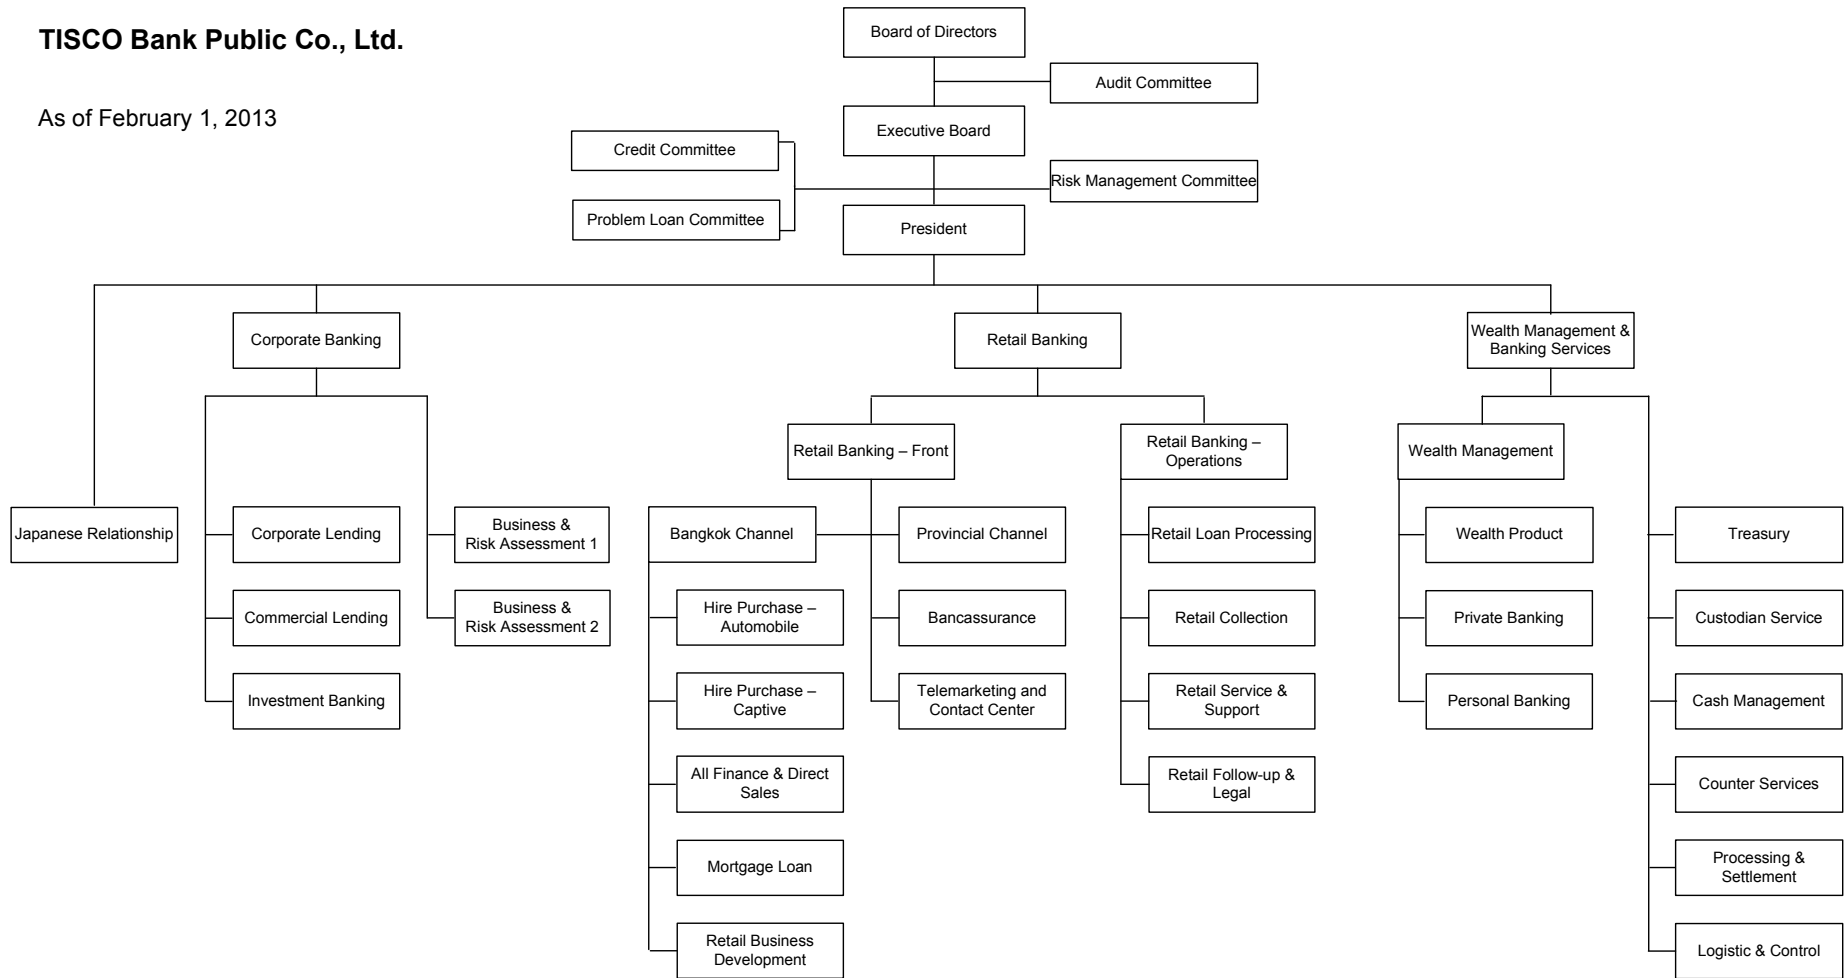 TISCO Bank Public Co., Ltd.
As of February 1, 2013
Board of Directors
Audit Committee
Executive Board
Credit Committee
Risk Management Committee
Problem Loan Committee
President
Corporate Banking
Retail Banking
Wealth Management &
Banking Services
Retail Banking – Front
Retail Banking –
Operations
Wealth Management
Japanese Relationship
Corporate Lending
Business &
Risk Assessment 1
Bangkok Channel
Provincial Channel
Retail Loan Processing
Wealth Product
Treasury
Commercial Lending
Business &
Risk Assessment 2
Hire Purchase –
Automobile
Bancassurance
Retail Collection
Private Banking
Custodian Service
Investment Banking
Hire Purchase –
Captive
Telemarketing and
Contact Center
Retail Service &
Support
Personal Banking
Cash Management
All Finance & Direct
Sales
Retail Follow-up &
Legal
Counter Services
Mortgage Loan
Processing &
Settlement
Retail Business
Development
Logistic & Control